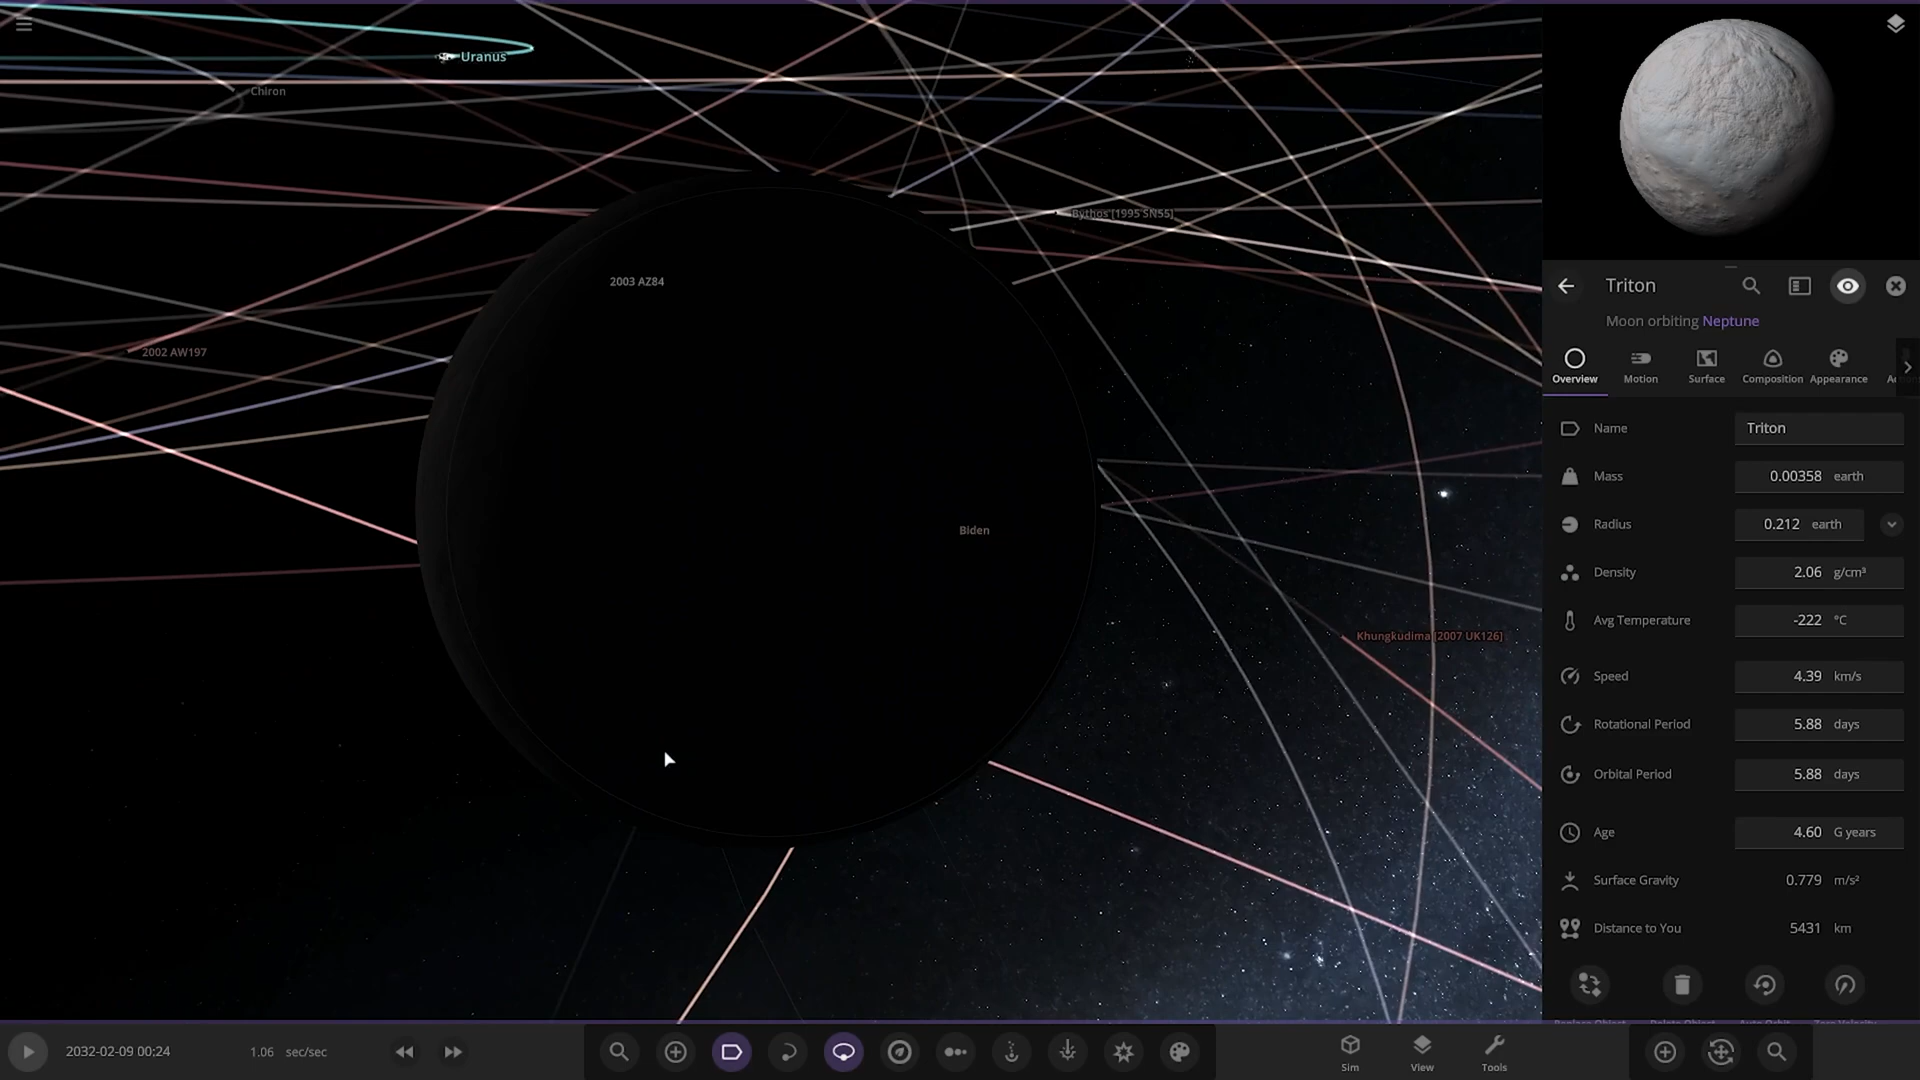 Uranus
Chiron
Bythos [1995 SN55]
2003 AZ84
2002 AW197
Biden
Khungkudima [2007 UK126]
Triton
Moon orbiting Neptune
Overview
Motion
Surface
Composition
Appearance
Name Triton
Mass 0.00358 earth
Radius 0.212 earth
Density 2.06 g/cm³
Avg Temperature -222 °C
Speed 4.39 km/s
Rotational Period 5.88 days
Orbital Period 5.88 days
Age 4.60 G years
Surface Gravity 0.779 m/s²
Distance to You 5431 km
2032-02-09 00:24
1.06 sec/sec
Sim
View
Tools